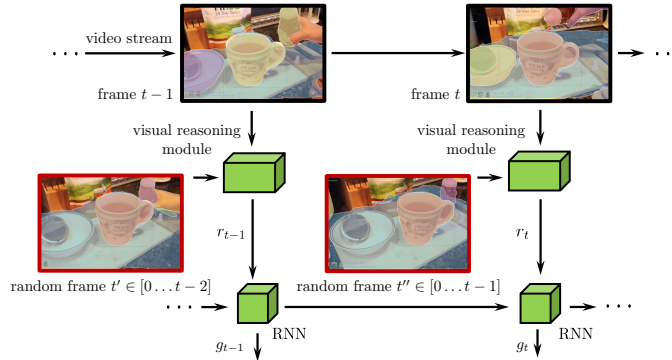 . . . video stream . . .
frame t − 1
frame t
visual reasoning
module
visual reasoning
module
r_{t−1}
r_t
random frame t′ ∈ [0 . . . t − 2]
random frame t″ ∈ [0 . . . t − 1]
. . .
RNN
RNN
. . .
g_{t−1}
g_t